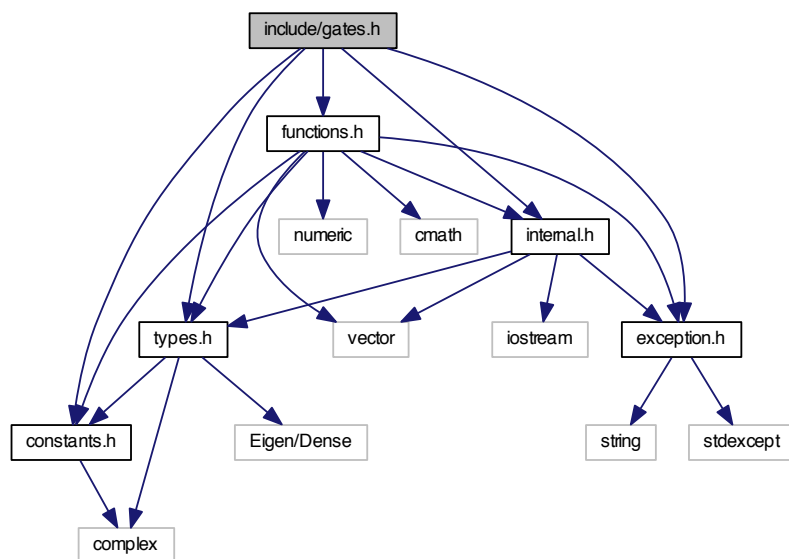 include/gates.h
functions.h
numeric
cmath
internal.h
types.h
vector
iostream
exception.h
constants.h
Eigen/Dense
string
stdexcept
complex